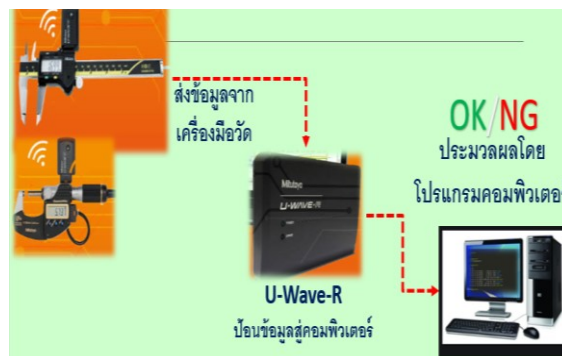 ส่งข้อมูลจาก
เครื่องมือวัด
OK/NG
ประมวลผลโดย
โปรแกรมคอมพิวเตอร์
Mitutoyo
U-WAVE-R
U-Wave-R
ป้อนข้อมูลสู่คอมพิวเตอร์